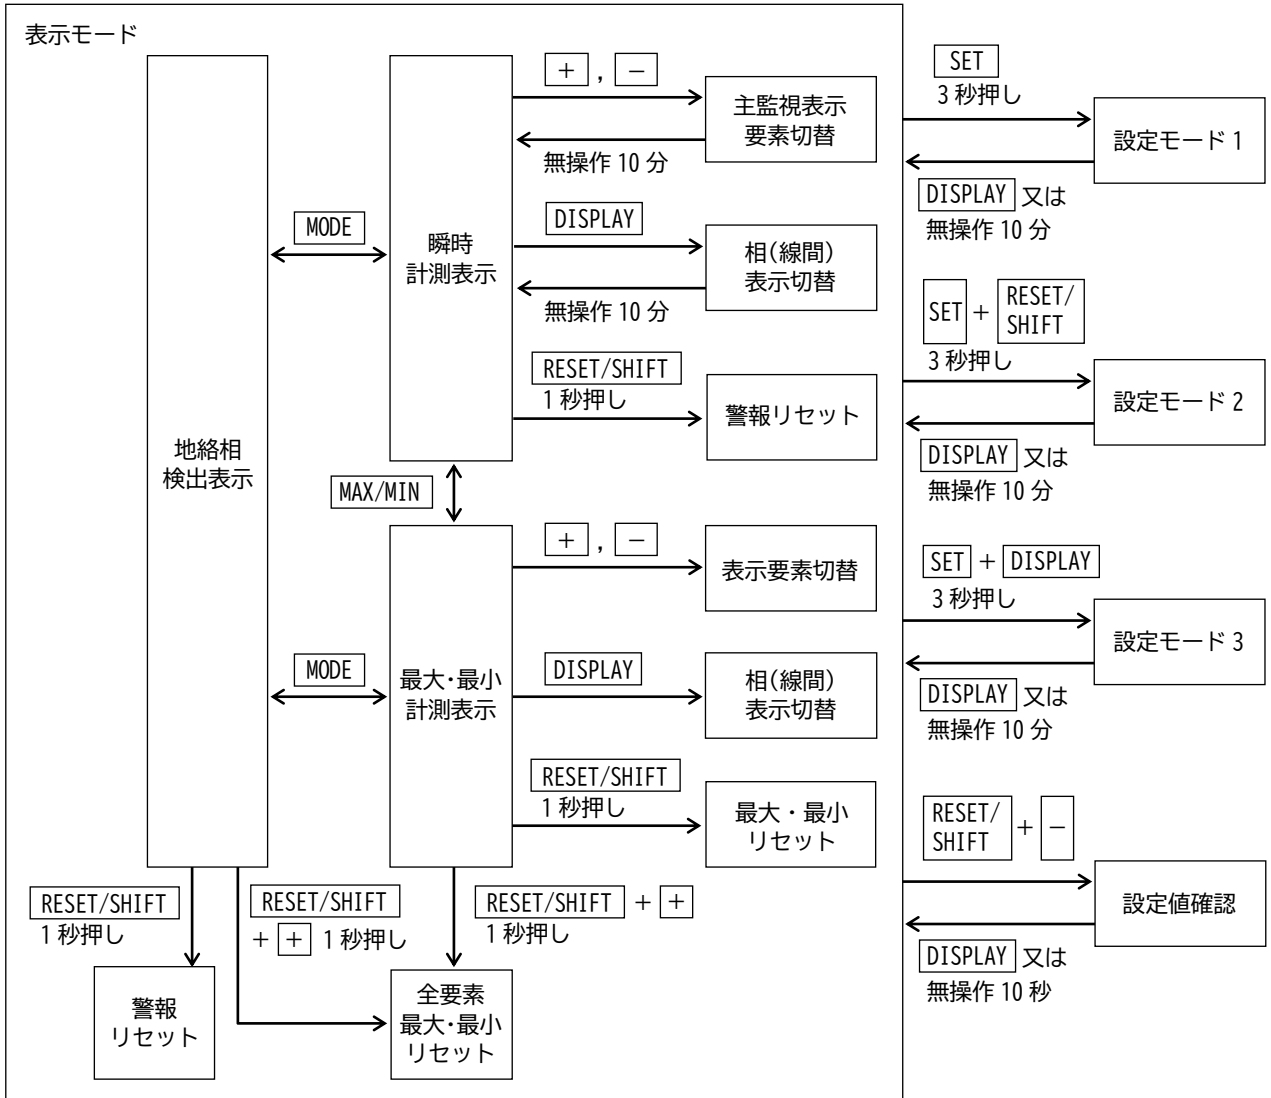 表示モード
+ , −
主監視表示
要素切替
無操作 10 分
SET
3 秒押し
設定モード 1
DISPLAY 又は
無操作 10 分
MODE
瞬時
計測表示
DISPLAY
相(線間)
表示切替
無操作 10 分
RESET/SHIFT
1 秒押し
警報リセット
SET + RESET/
SHIFT
3 秒押し
設定モード 2
DISPLAY 又は
無操作 10 分
地絡相
検出表示
MAX/MIN
+ , −
表示要素切替
SET + DISPLAY
3 秒押し
設定モード 3
DISPLAY 又は
無操作 10 分
MODE
最大･最小
計測表示
DISPLAY
相(線間)
表示切替
RESET/SHIFT
1 秒押し
最大・最小
リセット
RESET/
SHIFT + −
設定値確認
DISPLAY 又は
無操作 10 秒
RESET/SHIFT
1 秒押し
警報
リセット
RESET/SHIFT
+ + 1 秒押し
RESET/SHIFT + +
1 秒押し
全要素
最大･最小
リセット